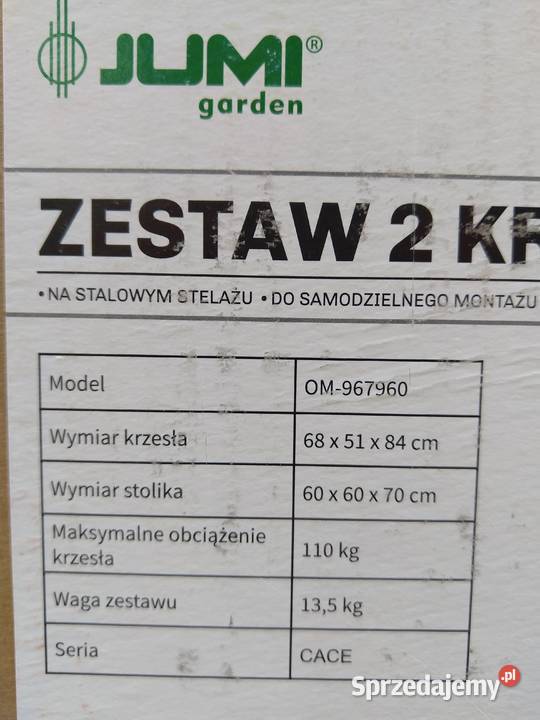 JUMI®
garden
ZESTAW 2
• NA STALOWYM STELAŻU • DO SAMODZIELNEGO MONTAŻU
Model OM-967960
Wymiar krzesła 68 x 51 x 84 cm
Wymiar stolika 60 x 60 x 70 cm
Maksymalne obciążenie
krzesła 110 kg
Waga zestawu 13,5 kg
Seria CACE
Sprzedajemy.pl